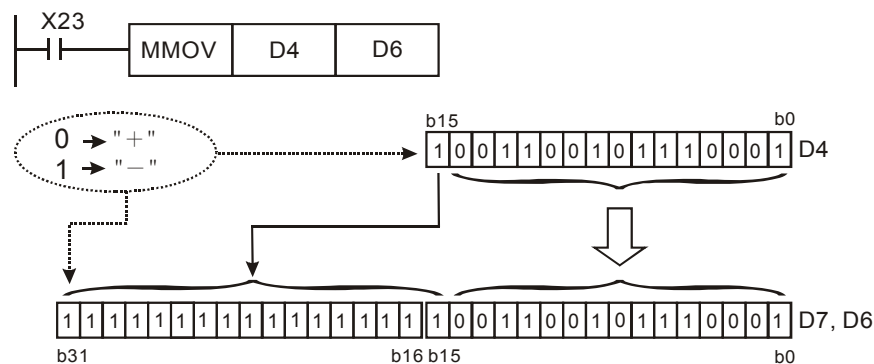 X23
MMOV D4 D6
b15 b0
0 → "+"
1 → "−"
1 0 0 1 1 0 0 1 0 1 1 1 0 0 0 1 D4
1 1 1 1 1 1 1 1 1 1 1 1 1 1 1 1 1 0 0 1 1 0 0 1 0 1 1 1 0 0 0 1 D7, D6
b31 b16 b15 b0